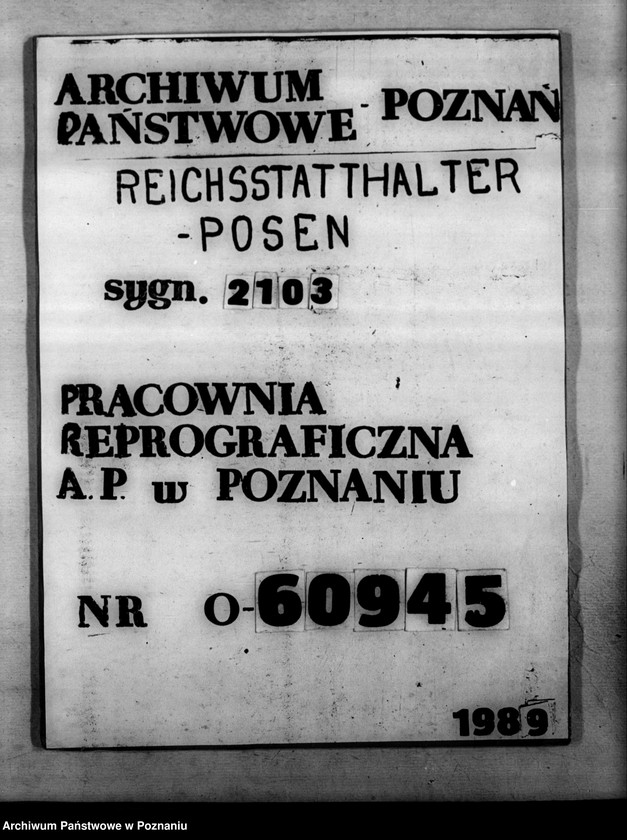 ARCHIWUM
PAŃSTWOWE - POZNAŃ
REICHSSTATTHALTER
-POSEN
sygn. 2103
PRACOWNIA
REPROGRAFICZNA
A.P. w POZNANIU
NR O-60945
1989
Archiwum Państwowe w Poznaniu